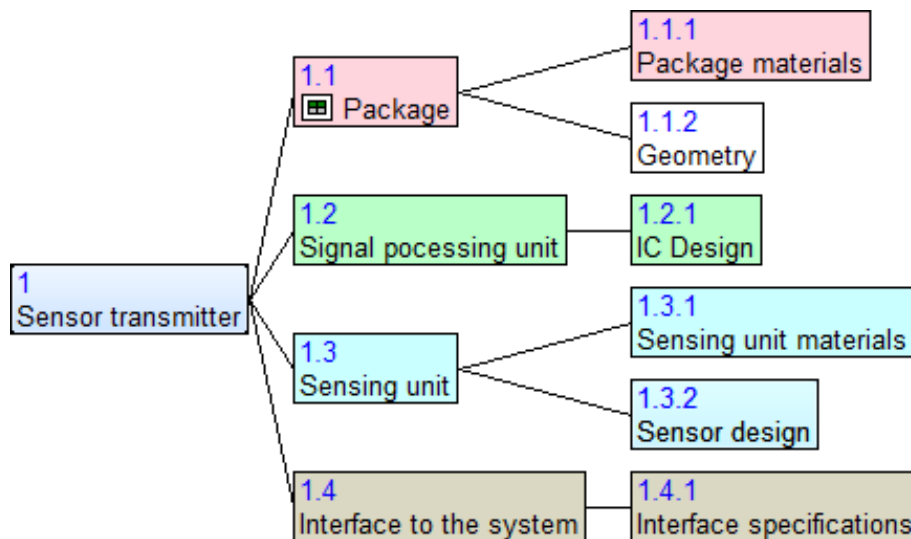 1
Sensor transmitter
1.1
Package
1.1.1
Package materials
1.1.2
Geometry
1.2
Signal pocessing unit
1.2.1
IC Design
1.3
Sensing unit
1.3.1
Sensing unit materials
1.3.2
Sensor design
1.4
Interface to the system
1.4.1
Interface specifications